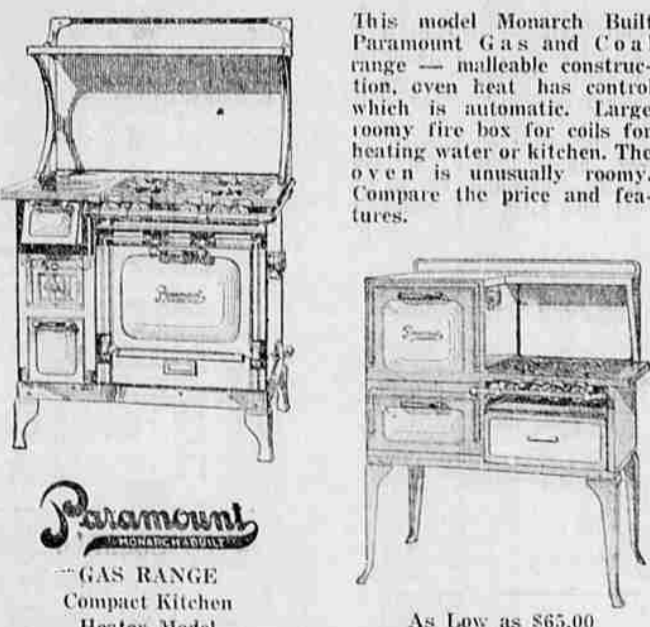 This model Monarch Built
Paramount Gas and Coal
range — malleable construc-
tion, oven heat has control
which is automatic. Large
roomy fire box for coils for
heating water or kitchen. The
oven is unusually roomy.
Compare the price and fea-
tures.
Paramount
Paramount
Paramount
MONARCH BUILT
GAS RANGE
Compact Kitchen
Heater Model
As Low as $65.00